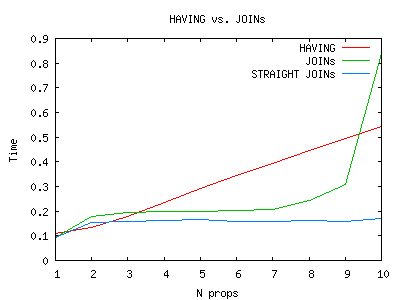 HAVING vs. JOINs
HAVING
JOINs
STRAIGHT JOINs
0.9
0.8
0.7
0.6
0.5
0.4
0.3
0.2
0.1
0
Time
1 2 3 4 5 6 7 8 9 10
N props